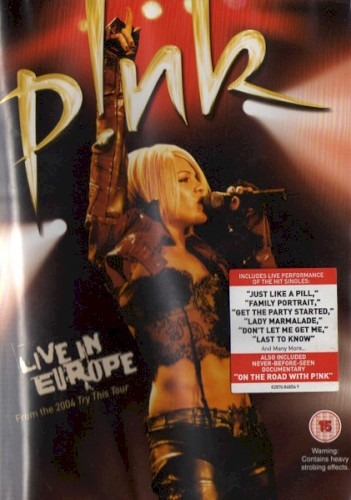 P!nk
LIVE IN
EUROPE
From the 2004 Try This Tour
INCLUDES LIVE PERFORMANCE
OF THE HIT SINGLES:
"JUST LIKE A PILL,"
"FAMILY PORTRAIT,"
"GET THE PARTY STARTED,"
"LADY MARMALADE,"
"DON'T LET ME GET ME,"
"LAST TO KNOW"
And Many More...
ALSO INCLUDED
NEVER-BEFORE-SEEN
DOCUMENTARY
"ON THE ROAD WITH P!NK"
15
Warning:
Contains heavy
strobing effects.